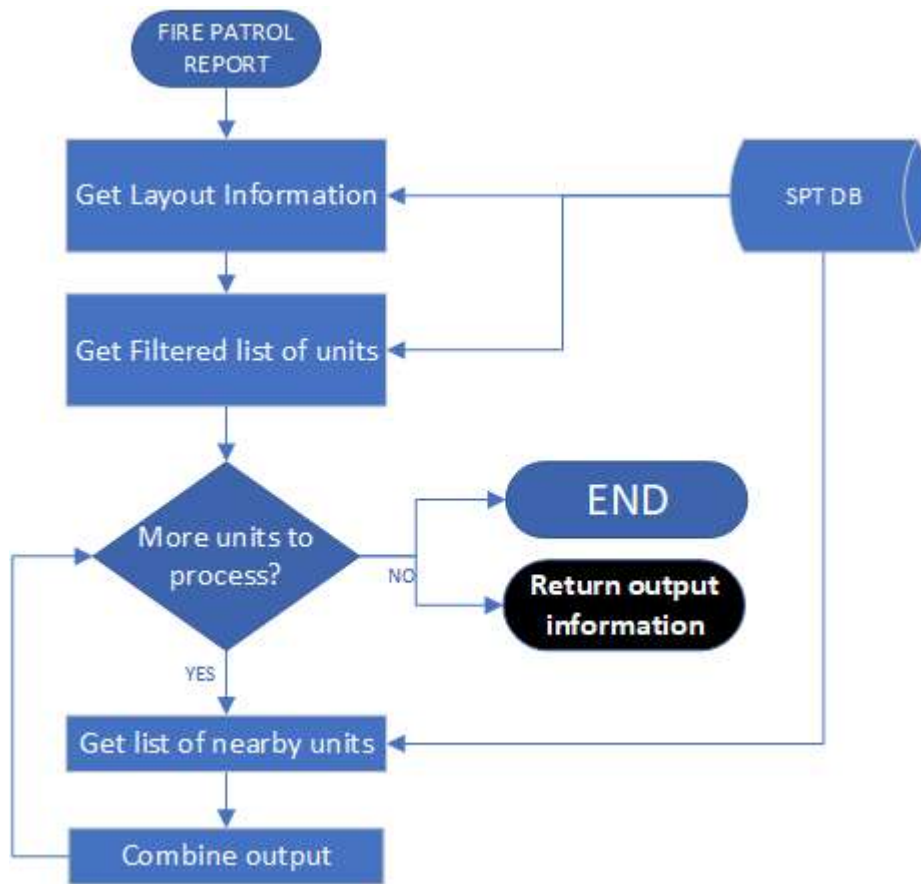 FIRE PATROL
REPORT
Get Layout Information
SPT DB
Get Filtered list of units
More units to
process?
NO
END
Return output
information
YES
Get list of nearby units
Combine output